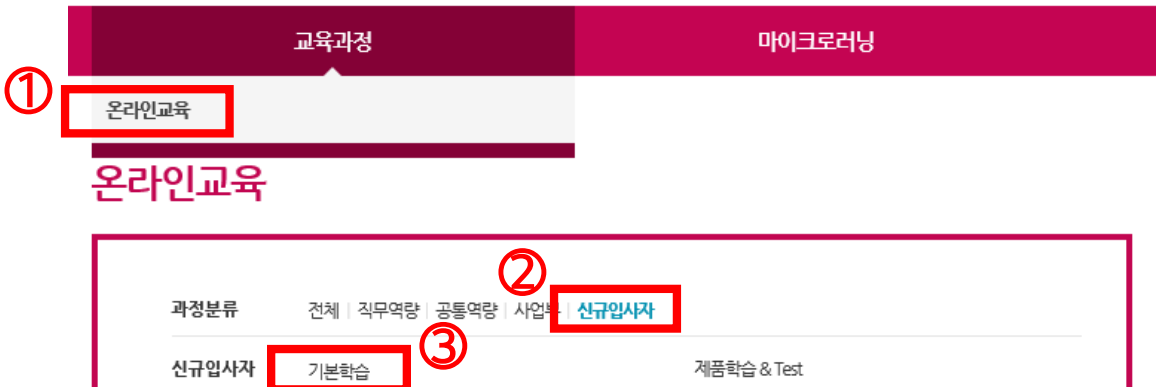 교육과정 마이크로러닝
① 온라인교육
온라인교육
②
과정분류 전체 | 직무역량 | 공통역량 | 사업부 | 신규입사자
③
신규입사자 기본학습 제품학습 & Test